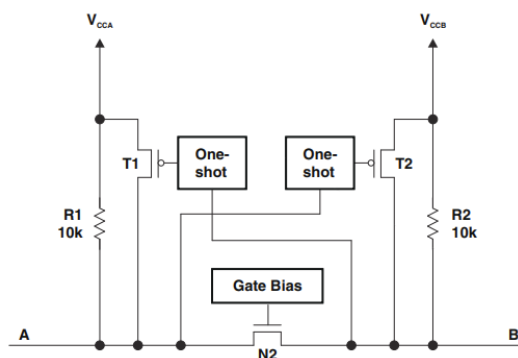 VCCA
VCCB
T1
One-
shot
One-
shot
T2
R1
10k
R2
10k
Gate Bias
A
B
N2